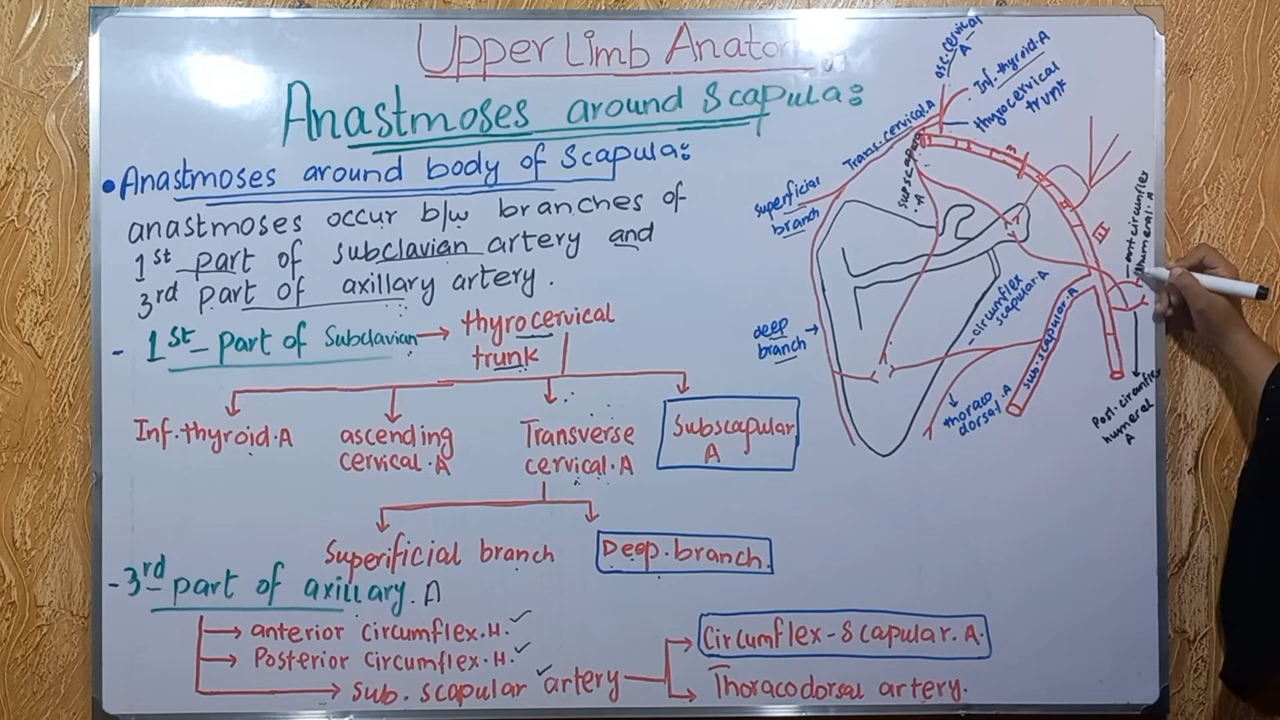 Upper Limb Anato
Anastmoses around Scapula:
• Anastmoses around body of Scapula:
anastmoses occur b/w branches of
1st part of subclavian artery and
3rd part of axillary artery.
- 1st part of Subclavian → thyrocervical
trunk
Inf. thyroid. A
ascending
cervical. A
Transverse
cervical. A
Subscapular
A
Superificial branch
Deep. branch.
- 3rd part of axillary. A
→ anterior circumflex. H. ✓
→ Posterior circumflex. H. ✓
→ sub. scapular artery
Circumflex-Scapular. A.
Thoracodorsal artery.
asc. cervical
A
Inf. thyroid. A
thyrocervical
trunk
Trans. cervical. A
superficial
branch
deep
branch →
circumflex
scapular. A
sub. scapular. A
thoraco
dorsal. A
ant circumflex
humeral. A
Post. circumflex
humeral
A
III